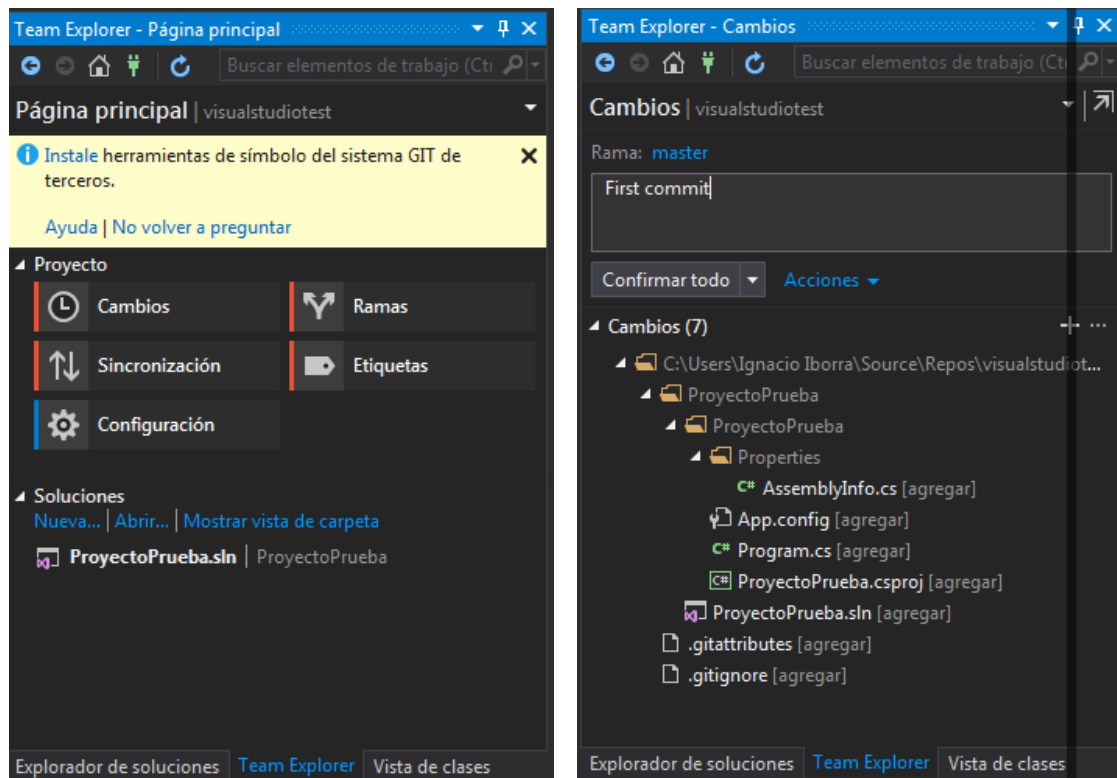 Team Explorer - Página principal
Buscar elementos de trabajo (Ctı
Página principal | visualstudiotest
Instale herramientas de símbolo del sistema GIT de
terceros.
Ayuda | No volver a preguntar
Proyecto
Cambios
Ramas
Sincronización
Etiquetas
Configuración
Soluciones
Nueva... | Abrir... | Mostrar vista de carpeta
ProyectoPrueba.sln | ProyectoPrueba
Explorador de soluciones
Team Explorer
Vista de clases
Team Explorer - Cambios
Buscar elementos de trabajo (Ct
Cambios | visualstudiotest
Rama: master
First commit
Confirmar todo
Acciones
Cambios (7)
C:\Users\Ignacio Iborra\Source\Repos\visualstudiot...
ProyectoPrueba
ProyectoPrueba
Properties
C# AssemblyInfo.cs [agregar]
App.config [agregar]
C# Program.cs [agregar]
C# ProyectoPrueba.csproj [agregar]
ProyectoPrueba.sln [agregar]
.gitattributes [agregar]
.gitignore [agregar]
Explorador de soluciones
Team Explorer
Vista de clases